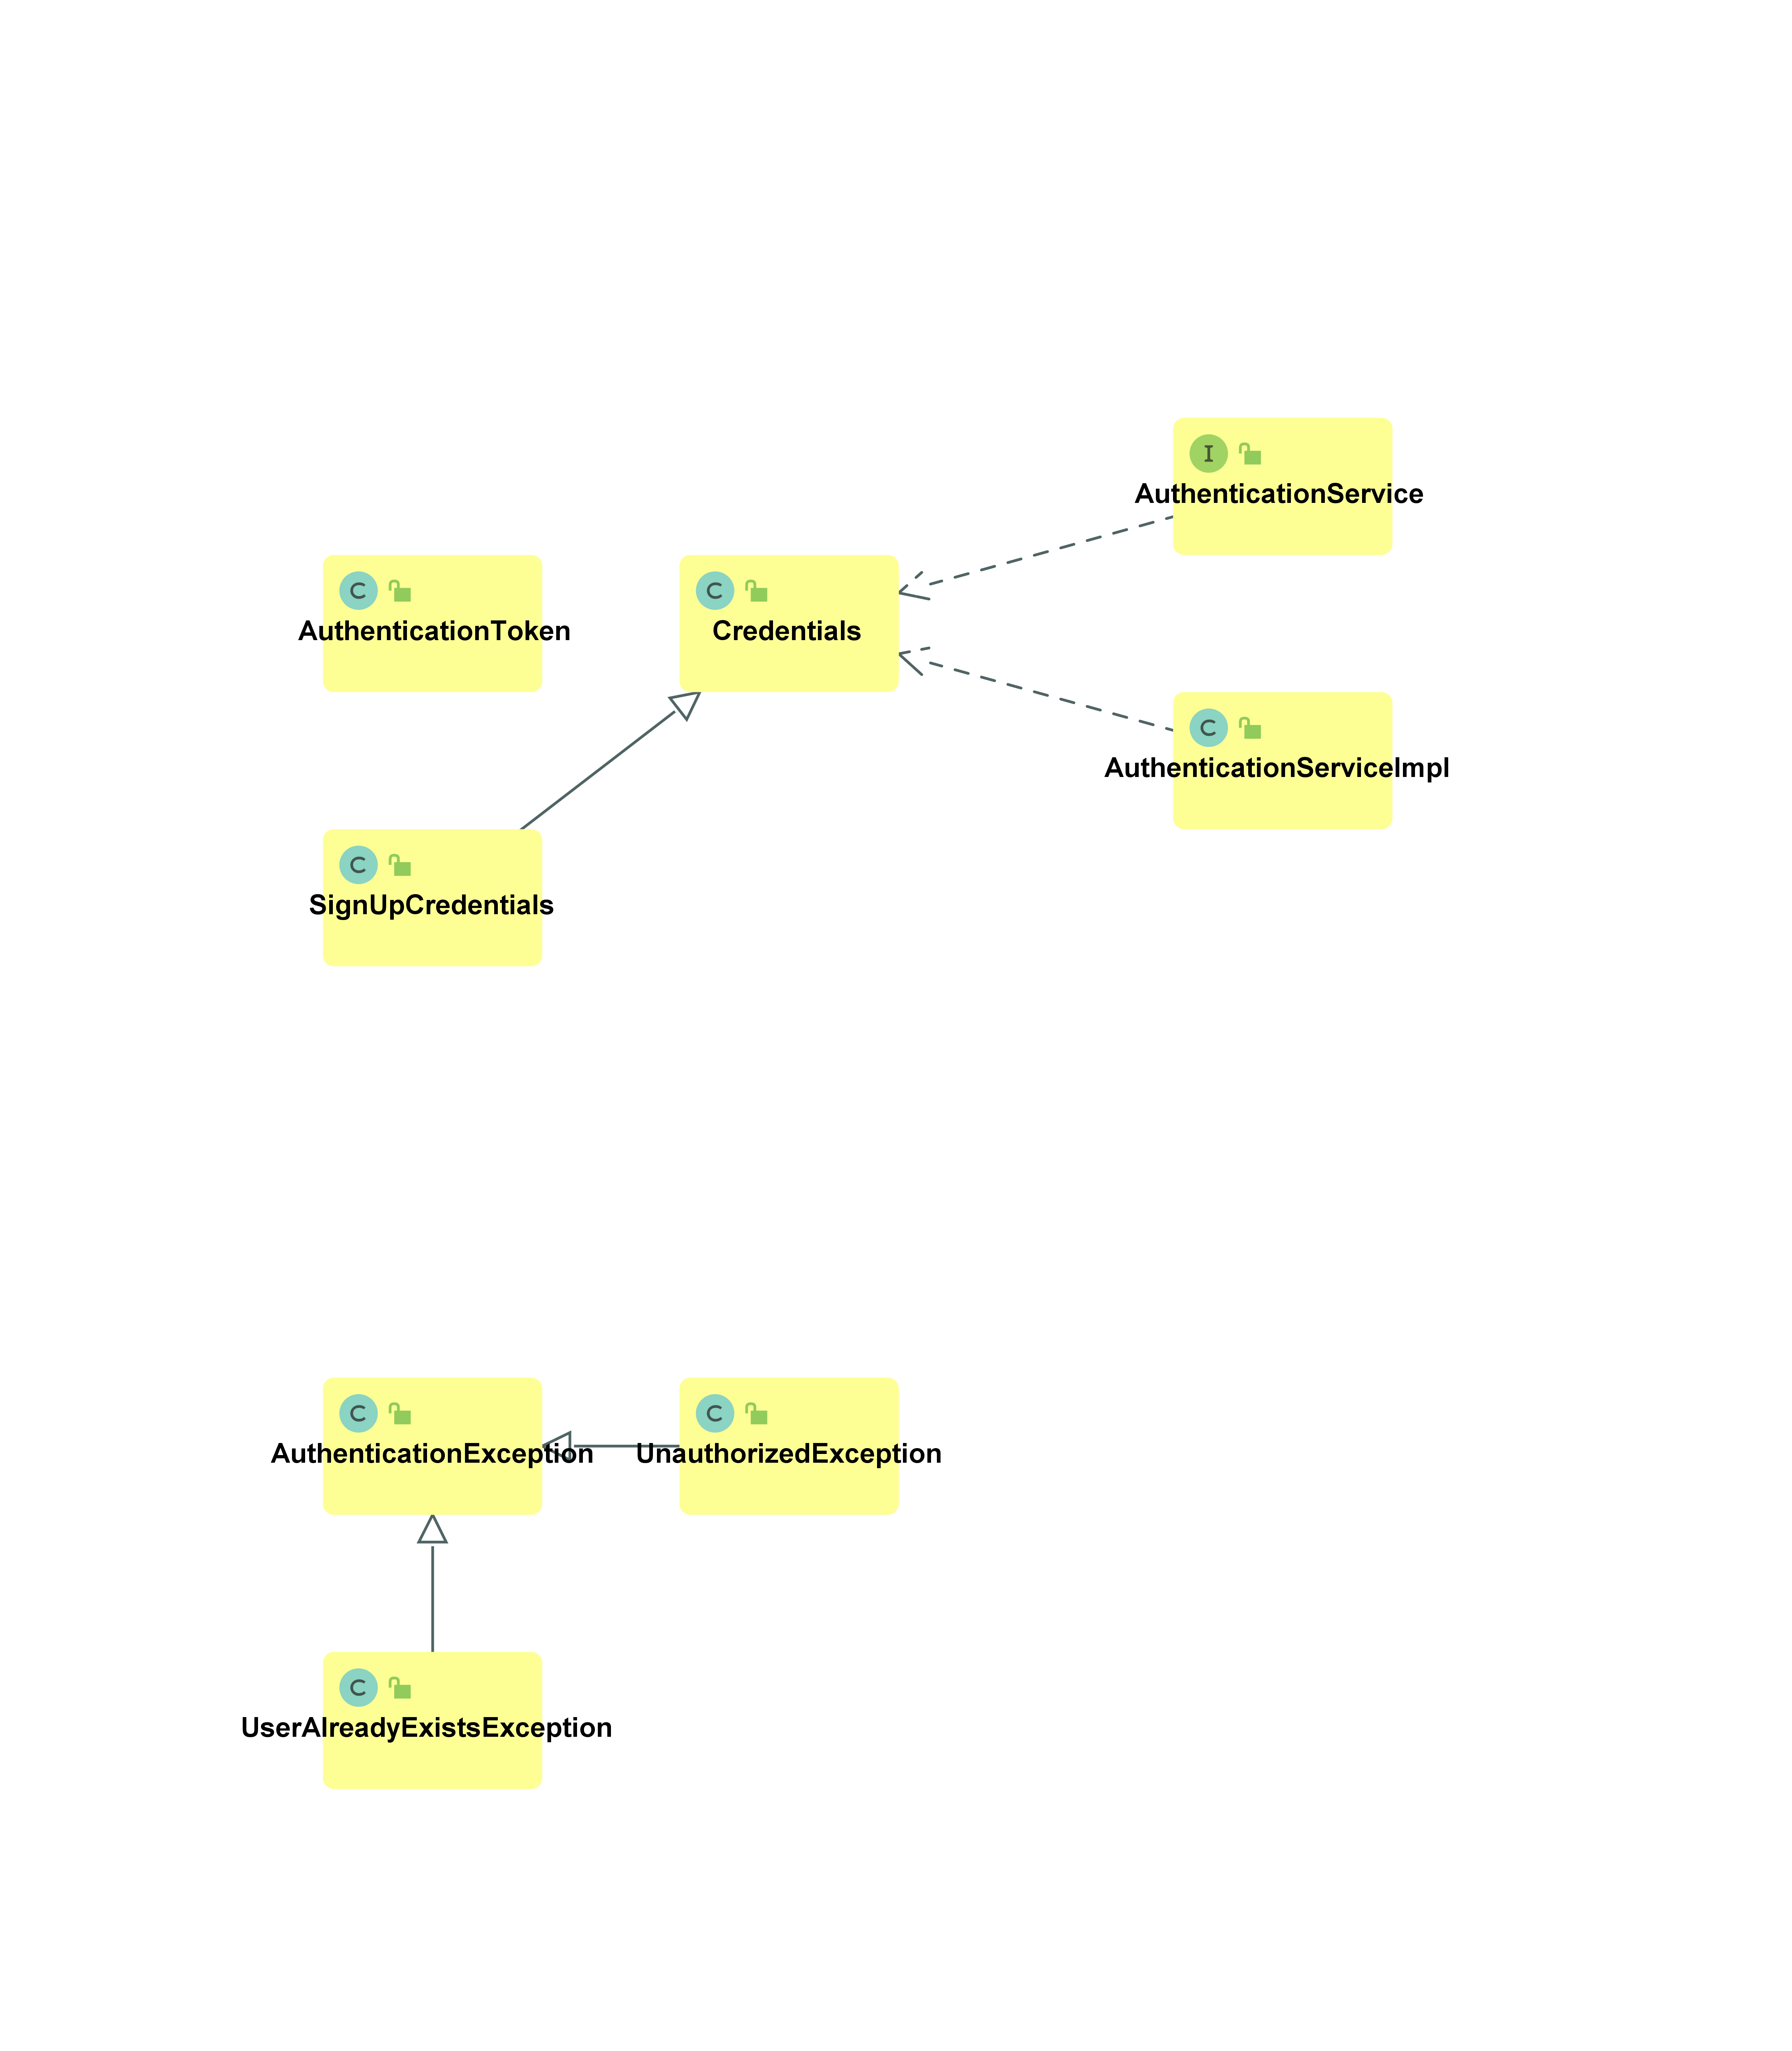 I
AuthenticationService
C
AuthenticationToken
C
Credentials
C
AuthenticationServiceImpl
C
SignUpCredentials
C
AuthenticationException
C
UnauthorizedException
C
UserAlreadyExistsException